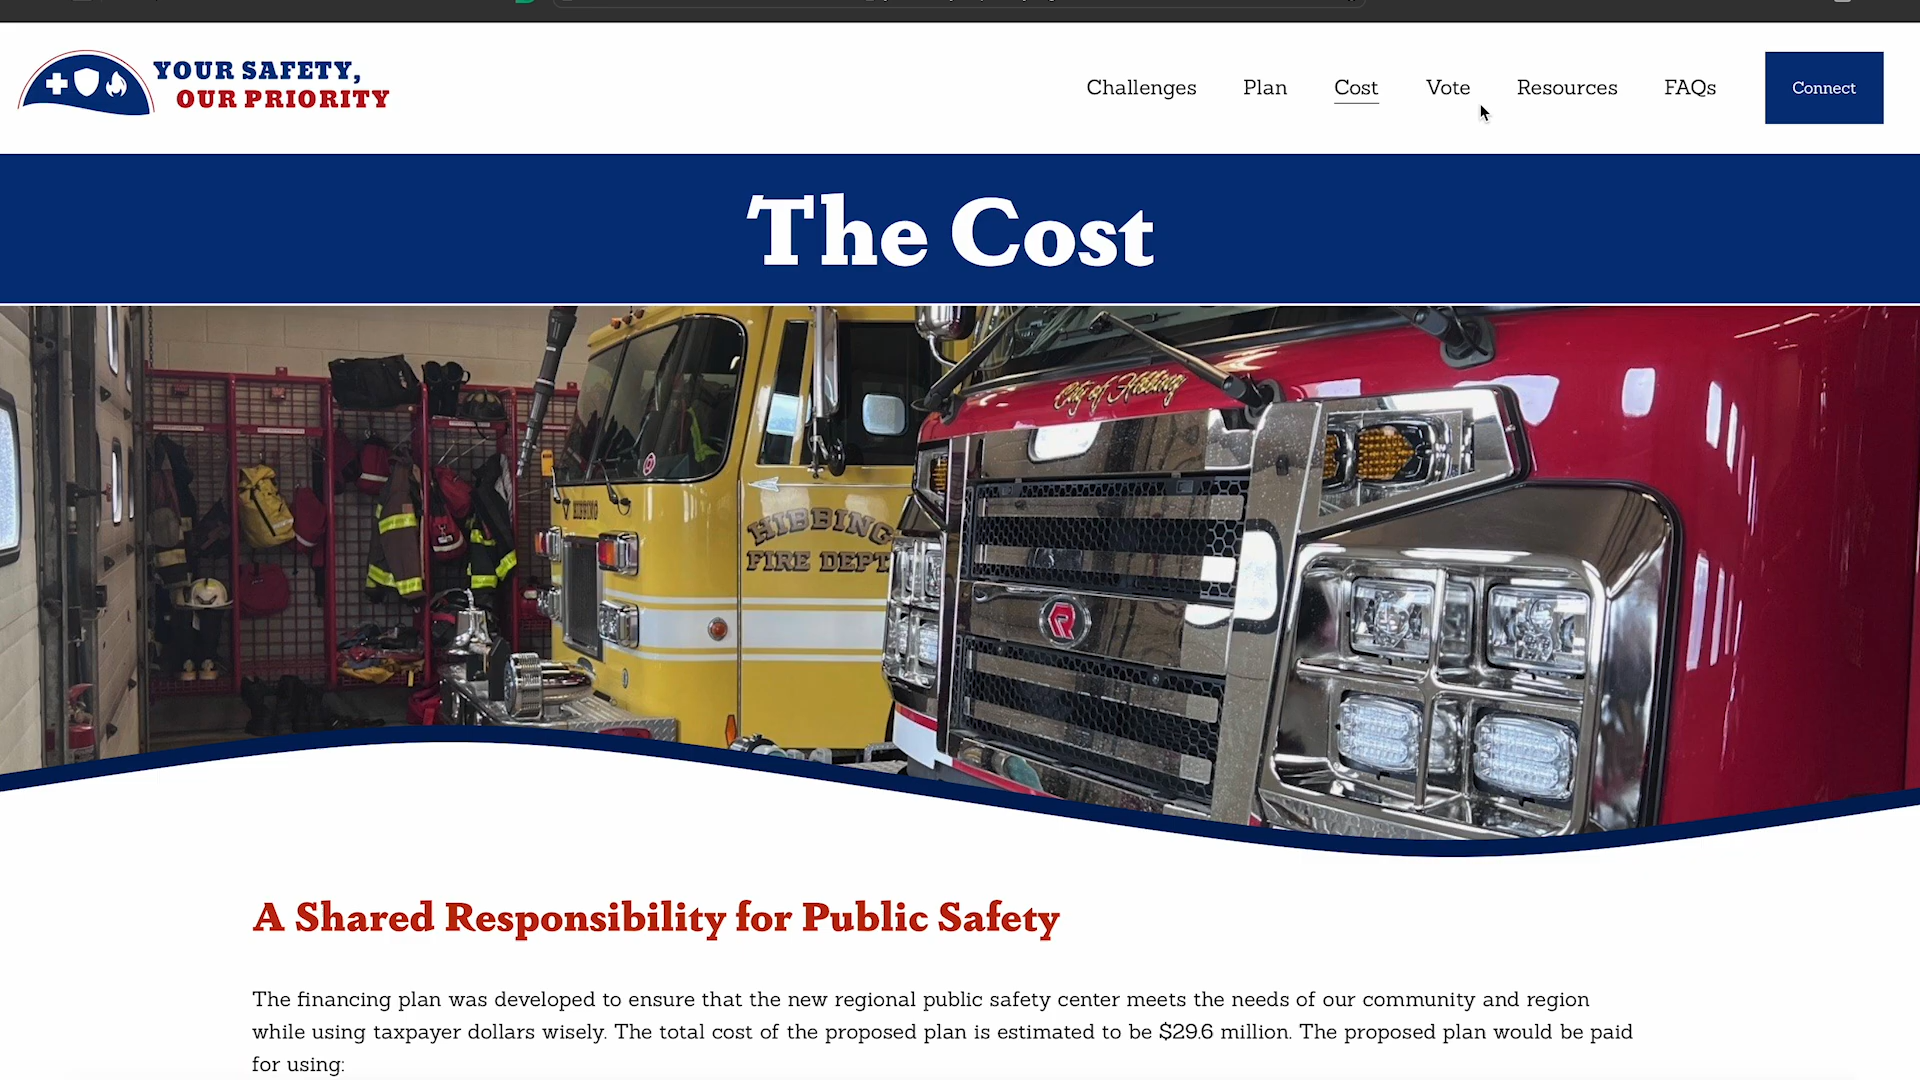 YOUR SAFETY,
OUR PRIORITY
Challenges
Plan
Cost
Vote
Resources
FAQs
Connect
The Cost
City of Hibbing
HIBBING
HIBBING
FIRE DEPT
R
A Shared Responsibility for Public Safety
The financing plan was developed to ensure that the new regional public safety center meets the needs of our community and region
while using taxpayer dollars wisely. The total cost of the proposed plan is estimated to be $29.6 million. The proposed plan would be paid
for using: